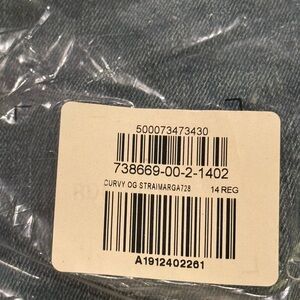 500073473430
738669-00-2-1402
CURVY OG STRAIMARGA728 14 REG
A1912402261